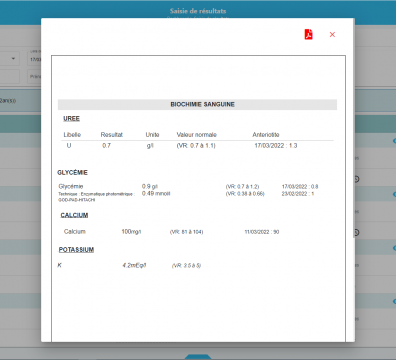 Saisie de résultats
BIOCHIMIE SANGUINE
UREE
Libelle Resultat Unite Valeur normale Anteriotite
U 0.7 g/l (VR: 0.7 à 1.1) 17/03/2022 : 1.3
GLYCÉMIE
Glycémie 0.9 g/l (VR: 0.7 à 1.2) 17/03/2022 : 0.8
Technique : Enzymatique photométrique : 0.49 mmol/l (VR: 0.38 à 0.66) 23/02/2022 : 1
GOD-PAD-HITACHI
CALCIUM
Calcium 100mg/l (VR: 81 à 104) 11/03/2022 : 50
POTASSIUM
K 4.2mEq/l (VR: 3.5 à 5)